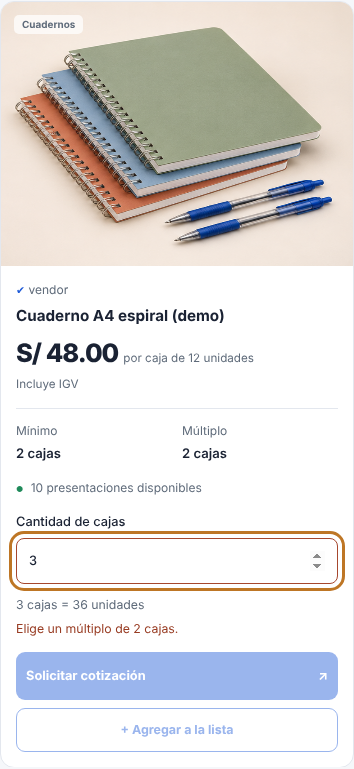 Cuadernos
✔ vendor
Cuaderno A4 espiral (demo)
S/ 48.00 por caja de 12 unidades
Incluye IGV
Mínimo Múltiplo
2 cajas 2 cajas
● 10 presentaciones disponibles
Cantidad de cajas
3
3 cajas = 36 unidades
Elige un múltiplo de 2 cajas.
Solicitar cotización ↗
+ Agregar a la lista